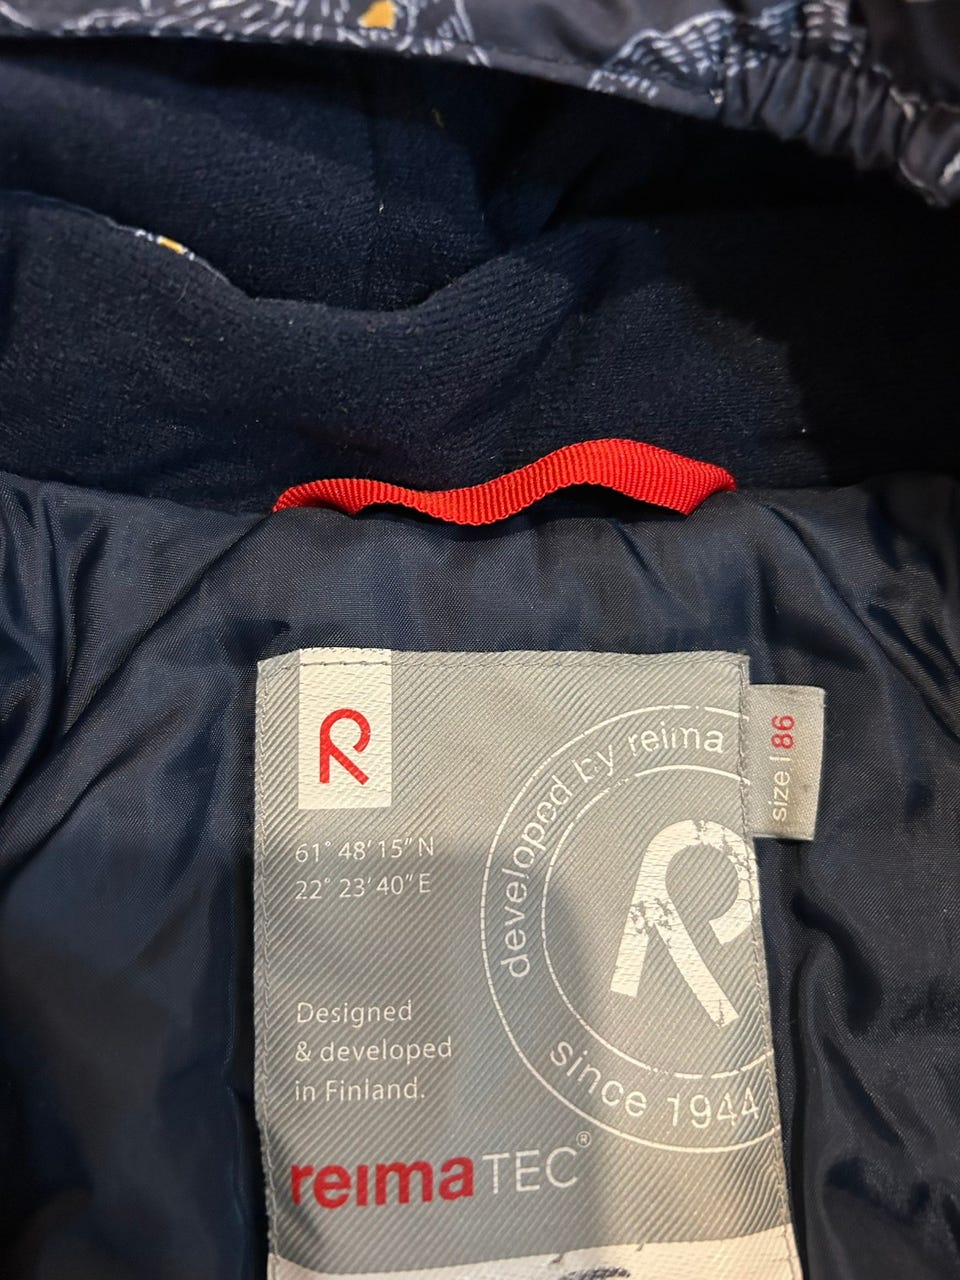 R
61° 48' 15" N
22° 23' 40" E
developed by reima
since 1944
R
size | 86
Designed
& developed
in Finland.
reimaTEC®